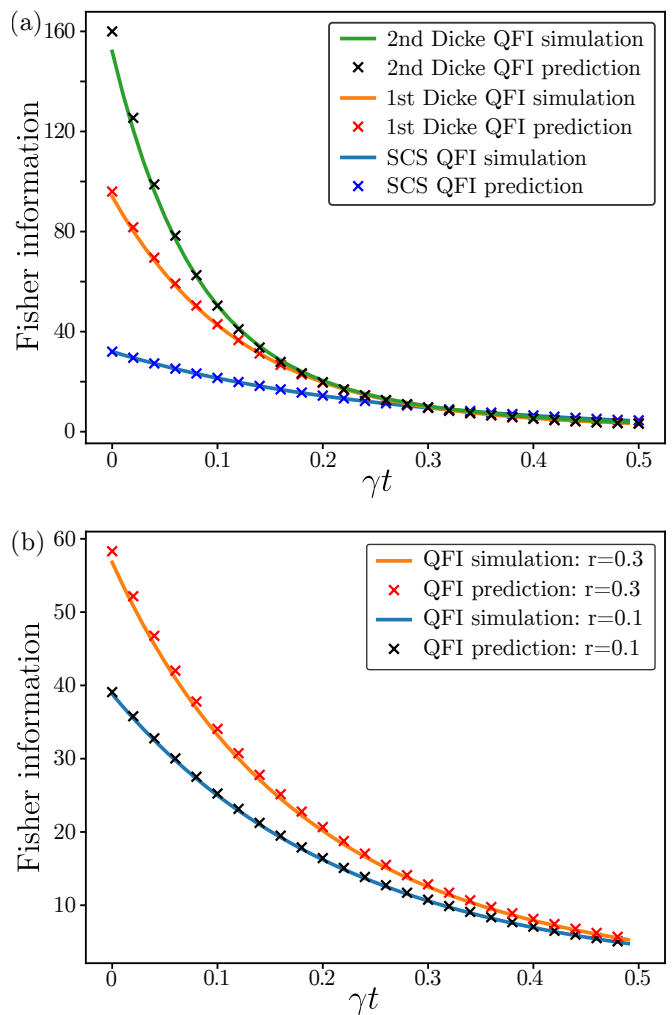 (a)
160
120
80
40
0
Fisher information
2nd Dicke QFI simulation
2nd Dicke QFI prediction
1st Dicke QFI simulation
1st Dicke QFI prediction
SCS QFI simulation
SCS QFI prediction
0 0.1 0.2 0.3 0.4 0.5
γt
(b)
60
50
40
30
20
10
Fisher information
QFI simulation: r=0.3
QFI prediction: r=0.3
QFI simulation: r=0.1
QFI prediction: r=0.1
0 0.1 0.2 0.3 0.4 0.5
γt